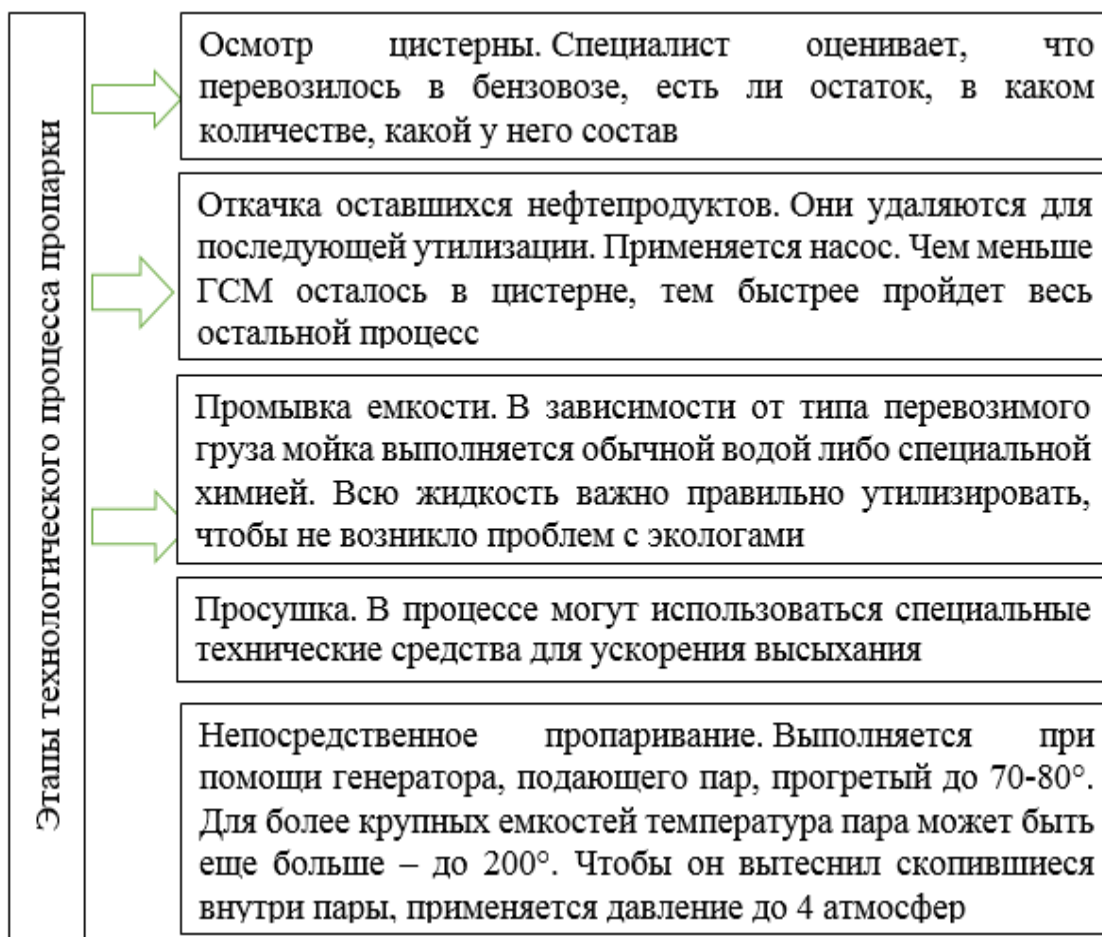 Этапы технологического процесса пропарки
Осмотр цистерны. Специалист оценивает, что
перевозилось в бензовозе, есть ли остаток, в каком
количестве, какой у него состав
Откачка оставшихся нефтепродуктов. Они удаляются для
последующей утилизации. Применяется насос. Чем меньше
ГСМ осталось в цистерне, тем быстрее пройдет весь
остальной процесс
Промывка емкости. В зависимости от типа перевозимого
груза мойка выполняется обычной водой либо специальной
химией. Всю жидкость важно правильно утилизировать,
чтобы не возникло проблем с экологами
Просушка. В процессе могут использоваться специальные
технические средства для ускорения высыхания
Непосредственное пропаривание. Выполняется при
помощи генератора, подающего пар, прогретый до 70-80°.
Для более крупных емкостей температура пара может быть
еще больше – до 200°. Чтобы он вытеснил скопившиеся
внутри пары, применяется давление до 4 атмосфер